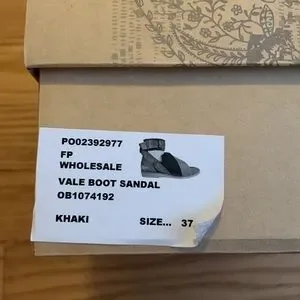 PO02392977
FP
WHOLESALE
VALE BOOT SANDAL
OB1074192
KHAKI SIZE... 37